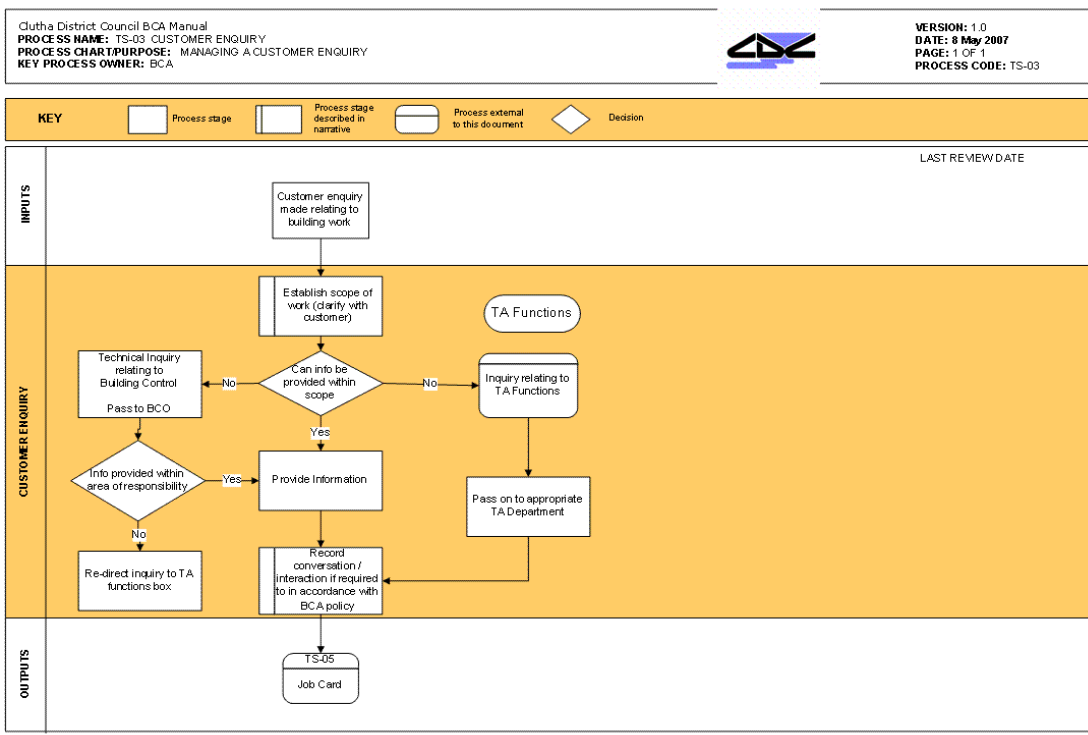 Clutha District Council BCA Manual
PROCESS NAME: TS-03 CUSTOMER ENQUIRY
PROCESS CHART/PURPOSE: MANAGING A CUSTOMER ENQUIRY
KEY PROCESS OWNER: BCA
CDC
VERSION: 1.0
DATE: 8 May 2007
PAGE: 1 OF 1
PROCESS CODE: TS-03
KEY
Process stage
Process stage
described in
narrative
Process external
to this document
Decision
LAST REVIEW DATE
INPUTS
Customer enquiry
made relating to
building work
CUSTOMER ENQUIRY
Establish scope of
work (clarify with
customer)
TA Functions
Technical Inquiry
relating to
Building Control
Pass to BCO
No
Can info be
provided within
scope
No
Inquiry relating to
TA Functions
Yes
Info provided within
area of responsibility
Yes
Provide Information
Pass on to appropriate
TA Department
No
Re-direct inquiry to TA
functions box
Record
conversation /
interaction if required
to in accordance with
BCA policy
OUTPUTS
TS-05
Job Card